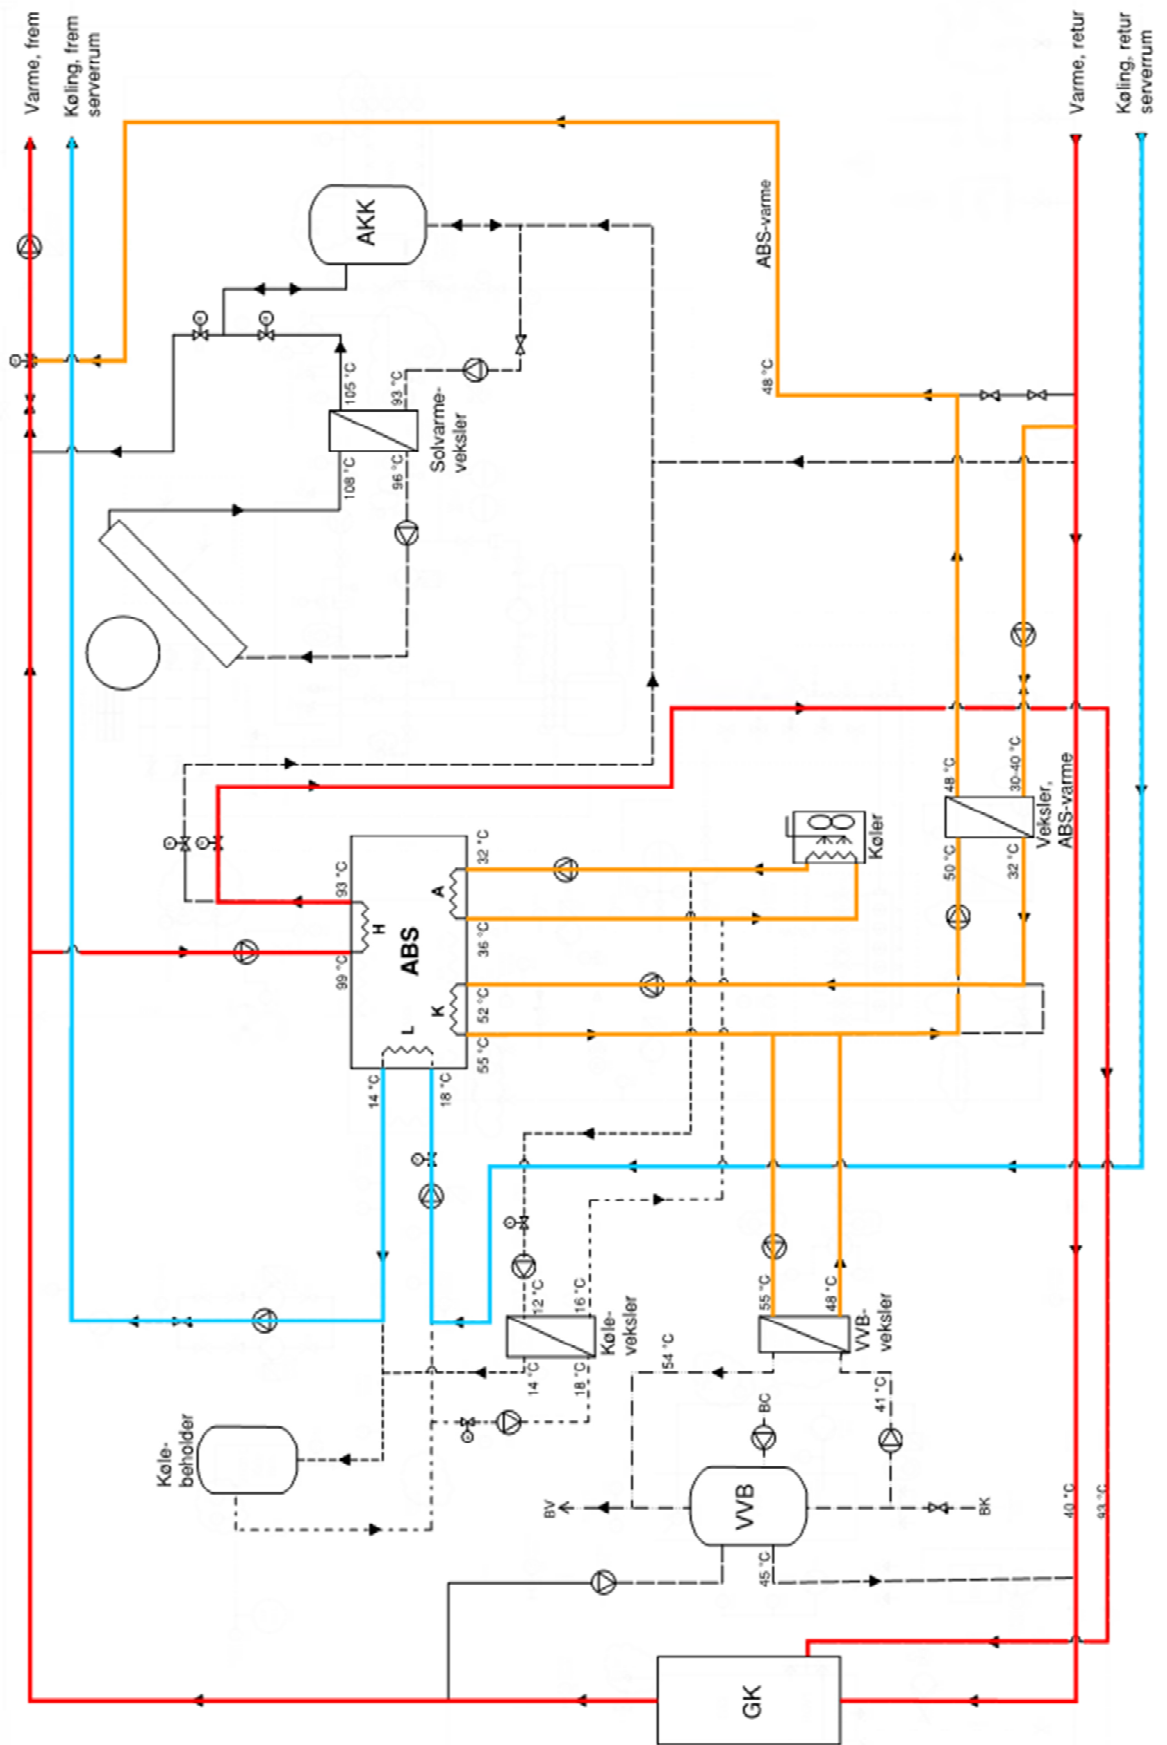 Varme, frem
Køling, frem
serverrum
Varme, retur
Køling, retur
serverrum
AKK
ABS-varme
48 °C
105 °C
93 °C
108 °C
96 °C
Solvarme-
veksler
48 °C
30-40 °C
50 °C
32 °C
Veksler,
ABS-varme
Køler
93 °C
99 °C
H
ABS
A
K
L
32 °C
36 °C
52 °C
55 °C
14 °C
18 °C
12 °C
16 °C
14 °C
18 °C
Køle-
veksler
55 °C
48 °C
VVB-
veksler
54 °C
41 °C
Køle-
beholder
BV
BC
BK
VVB
45 °C
40 °C
93 °C
GK